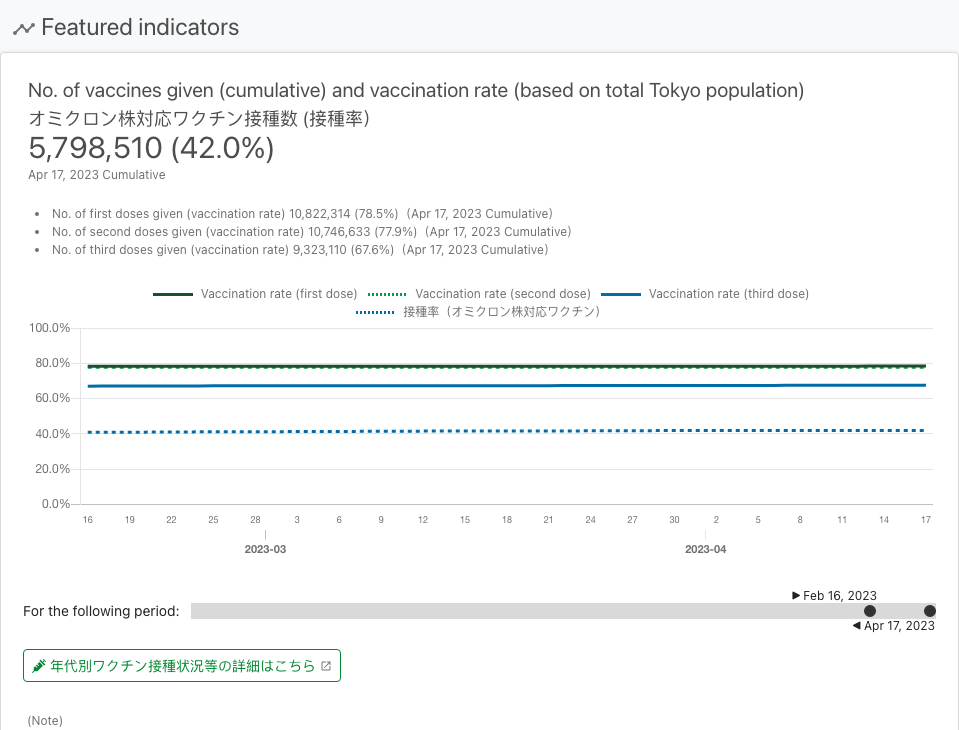 Featured indicators
No. of vaccines given (cumulative) and vaccination rate (based on total Tokyo population)
オミクロン株対応ワクチン接種数 (接種率）
5,798,510 (42.0%)
Apr 17, 2023 Cumulative
• No. of first doses given (vaccination rate) 10,822,314 (78.5%)（Apr 17, 2023 Cumulative)
• No. of second doses given (vaccination rate) 10,746,633 (77.9%)（Apr 17, 2023 Cumulative)
• No. of third doses given (vaccination rate) 9,323,110 (67.6%)（Apr 17, 2023 Cumulative)
Vaccination rate (first dose) Vaccination rate (second dose) Vaccination rate (third dose)
接種率（オミクロン株対応ワクチン）
100.0%
80.0%
60.0%
40.0%
20.0%
0.0%
16 19 22 25 28 3 6 9 12 15 18 21 24 27 30 2 5 8 11 14 17
2023-03 2023-04
▶ Feb 16, 2023
For the following period:
◀ Apr 17, 2023
年代別ワクチン接種状況等の詳細はこちら
(Note)